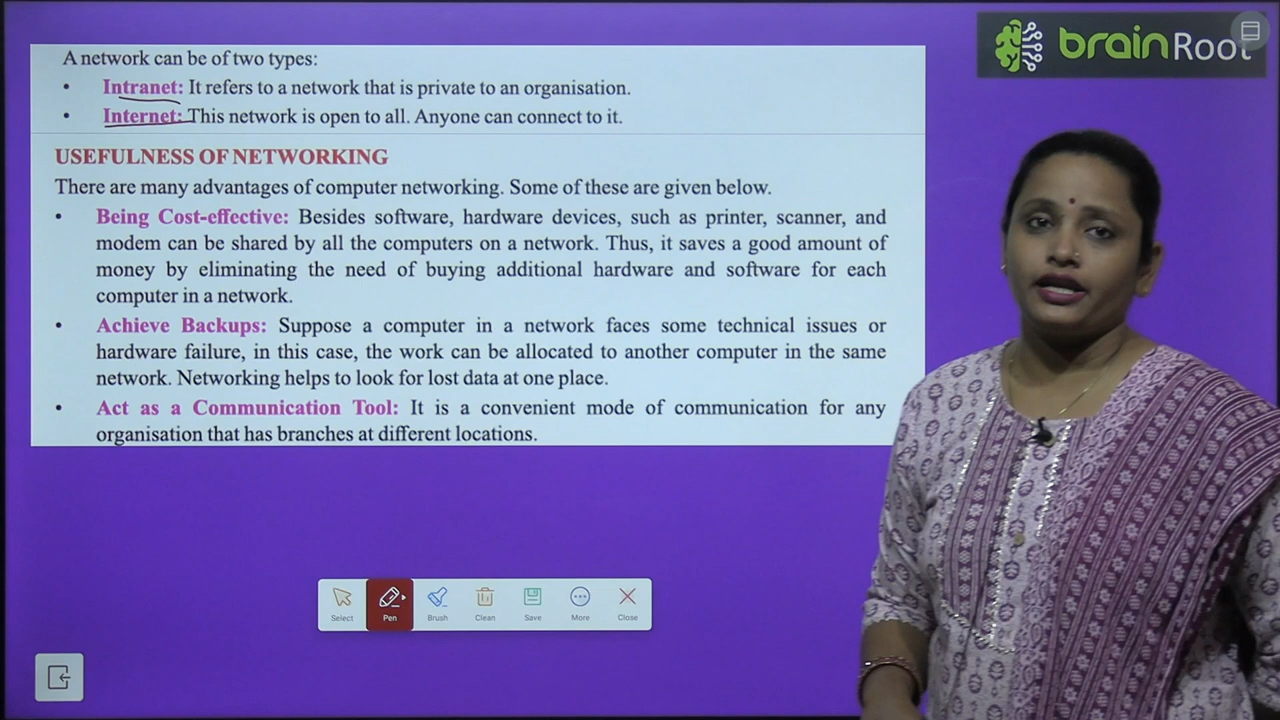 brainRoot
A network can be of two types:
• Intranet: It refers to a network that is private to an organisation.
• Internet: This network is open to all. Anyone can connect to it.
USEFULNESS OF NETWORKING
There are many advantages of computer networking. Some of these are given below.
• Being Cost-effective: Besides software, hardware devices, such as printer, scanner, and
modem can be shared by all the computers on a network. Thus, it saves a good amount of
money by eliminating the need of buying additional hardware and software for each
computer in a network.
• Achieve Backups: Suppose a computer in a network faces some technical issues or
hardware failure, in this case, the work can be allocated to another computer in the same
network. Networking helps to look for lost data at one place.
• Act as a Communication Tool: It is a convenient mode of communication for any
organisation that has branches at different locations.
Select Pen Brush Clean Save More Close